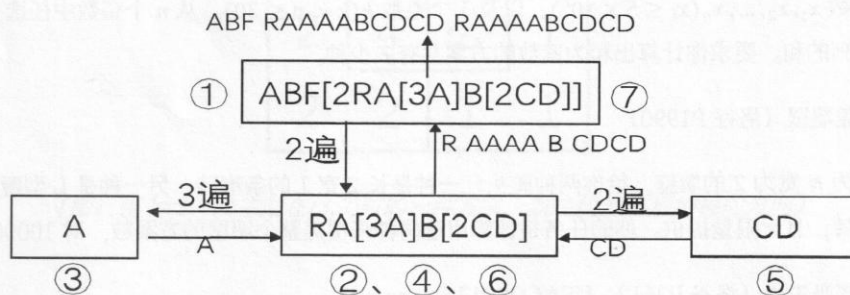 ABF RAAAABCDCD RAAAABCDCD
① ABF[2RA[3A]B[2CD]] ⑦
2遍
R AAAA B CDCD
3遍
2遍
A
RA[3A]B[2CD]
CD
A
CD
③
②、④、⑥
⑤